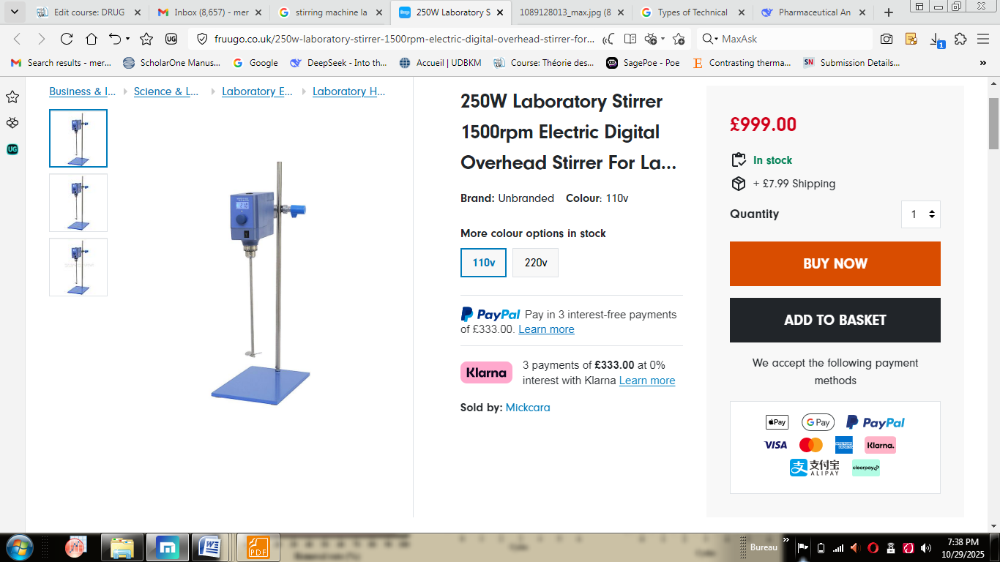 Edit course: DRUG
Inbox (8,657) - mer
stirring machine la
250W Laboratory S
1089128013_max.jpg (8
Types of Technical
Pharmaceutical An
fruugo.co.uk/250w-laboratory-stirrer-1500rpm-electric-digital-overhead-stirrer-for...
MaxAsk
1
Search results - mer...
ScholarOne Manus...
Google
DeepSeek - Into th...
Accueil | UDBKM
Course: Théorie des...
SagePoe - Poe
Contrasting therma...
SN
Submission Details...
UG
UG
Business & I...
Science & L...
Laboratory E...
Laboratory H...
250W Laboratory Stirrer
1500rpm Electric Digital
Overhead Stirrer For La...
Brand: Unbranded Colour: 110v
More colour options in stock
110v
220v
PayPal Pay in 3 interest-free payments
of £333.00. Learn more
Klarna
3 payments of £333.00 at 0%
interest with Klarna Learn more
Sold by: Mickcara
£999.00
In stock
+ £7.99 Shipping
Quantity
1
BUY NOW
ADD TO BASKET
We accept the following payment
methods
Pay
G Pay
PayPal
VISA
Klarna.
支付宝
ALIPAY
clearpay
PDF
Bureau
7:38 PM
10/29/2025